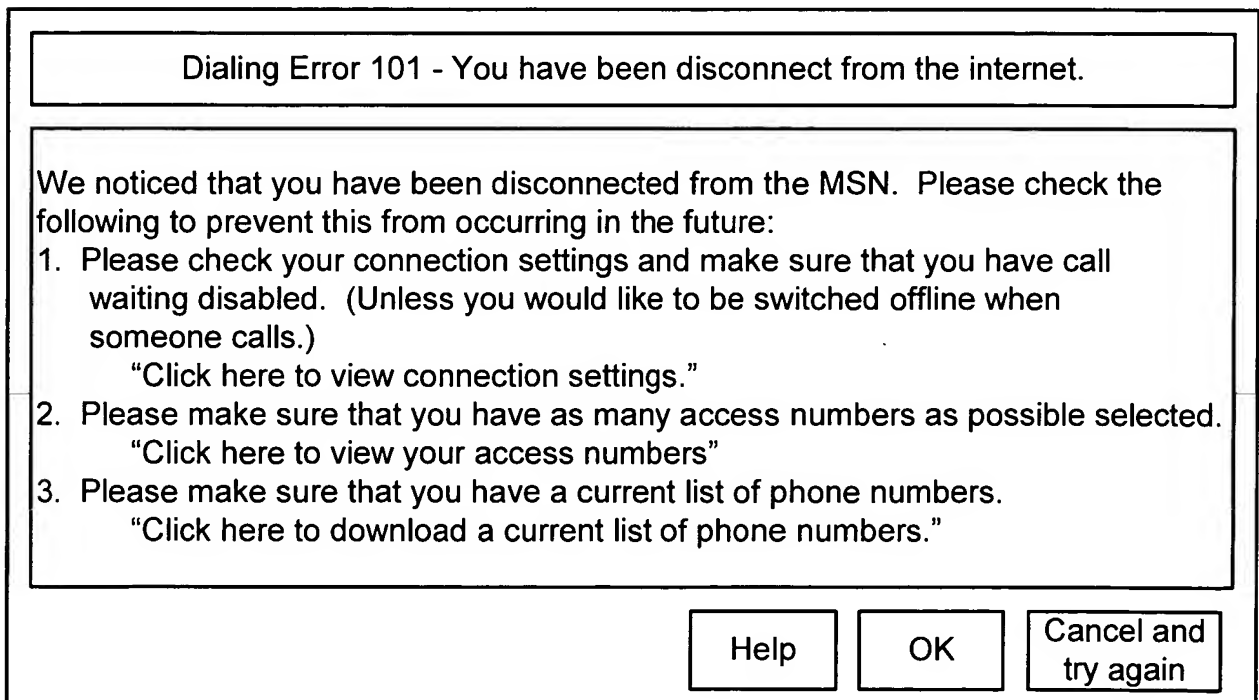 Dialing Error 101 - You have been disconnect from the internet.
We noticed that you have been disconnected from the MSN.  Please check the
following to prevent this from occurring in the future:
1.  Please check your connection settings and make sure that you have call
waiting disabled.  (Unless you would like to be switched offline when
someone calls.)
“Click here to view connection settings.”
2.  Please make sure that you have as many access numbers as possible selected.
“Click here to view your access numbers”
3.  Please make sure that you have a current list of phone numbers.
“Click here to download a current list of phone numbers.”
Help
OK
Cancel and
try again